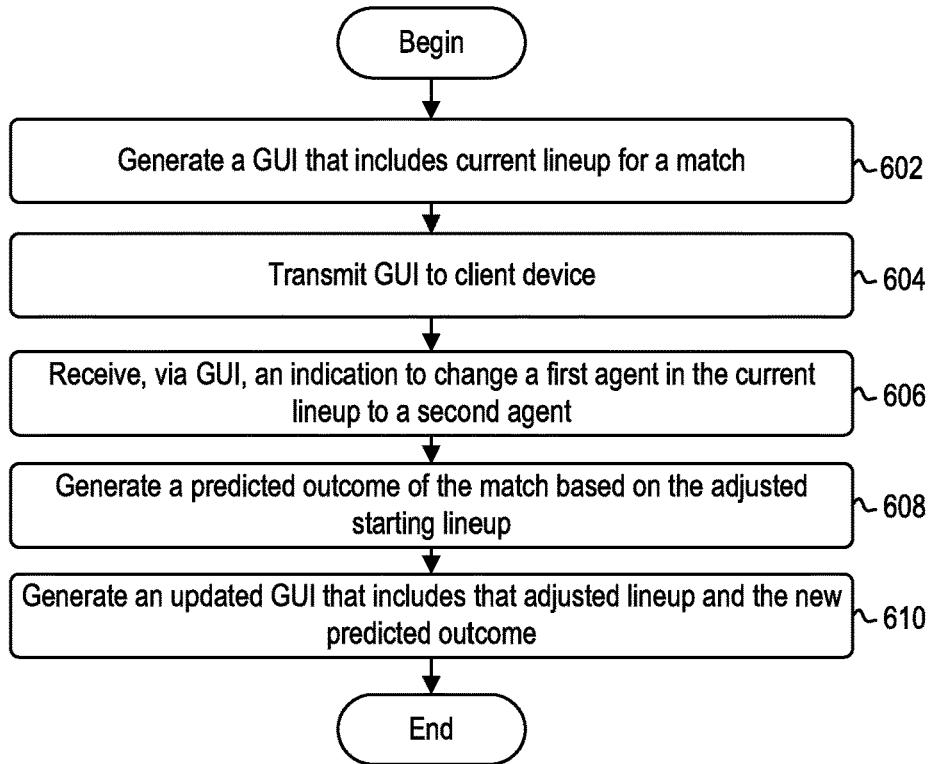 Begin
Generate a GUI that includes current lineup for a match
602
Transmit GUI to client device
604
Receive, via GUI, an indication to change a first agent in the current
lineup to a second agent
606
Generate a predicted outcome of the match based on the adjusted
starting lineup
608
Generate an updated GUI that includes that adjusted lineup and the new
predicted outcome
610
End